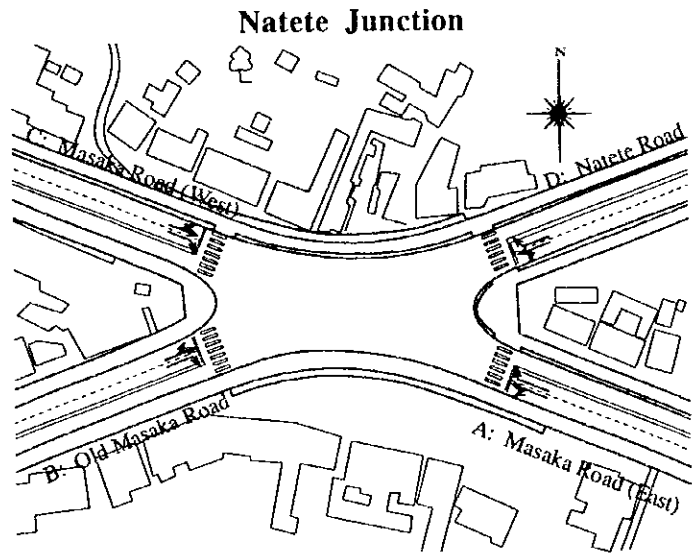 Natete Junction
N
C: Masaka Road (West)
D: Natete Road
B: Old Masaka Road
A: Masaka Road (East)